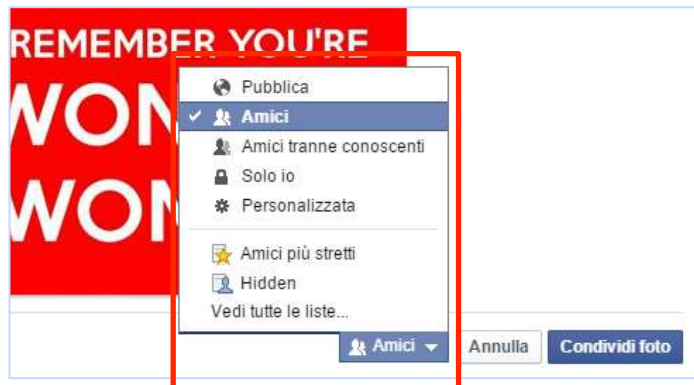 REMEMBER YOU'RE
WON
WON
Pubblica
Amici
Amici tranne conoscenti
Solo io
Personalizzata
Amici più stretti
Hidden
Vedi tutte le liste...
Amici
Annulla
Condividi foto